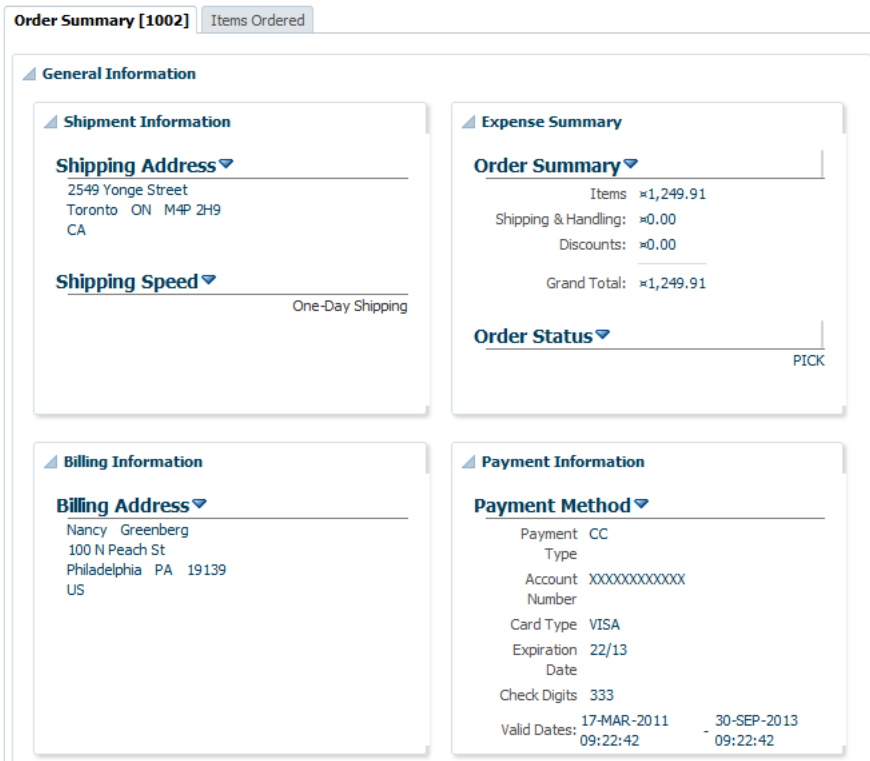 Order Summary [1002] Items Ordered
General Information
Shipment Information
Shipping Address
2549 Yonge Street
Toronto ON M4P 2H9
CA
Shipping Speed
One-Day Shipping
Expense Summary
Order Summary
Items ¤1,249.91
Shipping & Handling: ¤0.00
Discounts: ¤0.00
Grand Total: ¤1,249.91
Order Status
PICK
Billing Information
Billing Address
Nancy Greenberg
100 N Peach St
Philadelphia PA 19139
US
Payment Information
Payment Method
Payment CC
Type
Account XXXXXXXXXXXX
Number
Card Type VISA
Expiration 22/13
Date
Check Digits 333
Valid Dates: 17-MAR-2011 - 30-SEP-2013
09:22:42 09:22:42